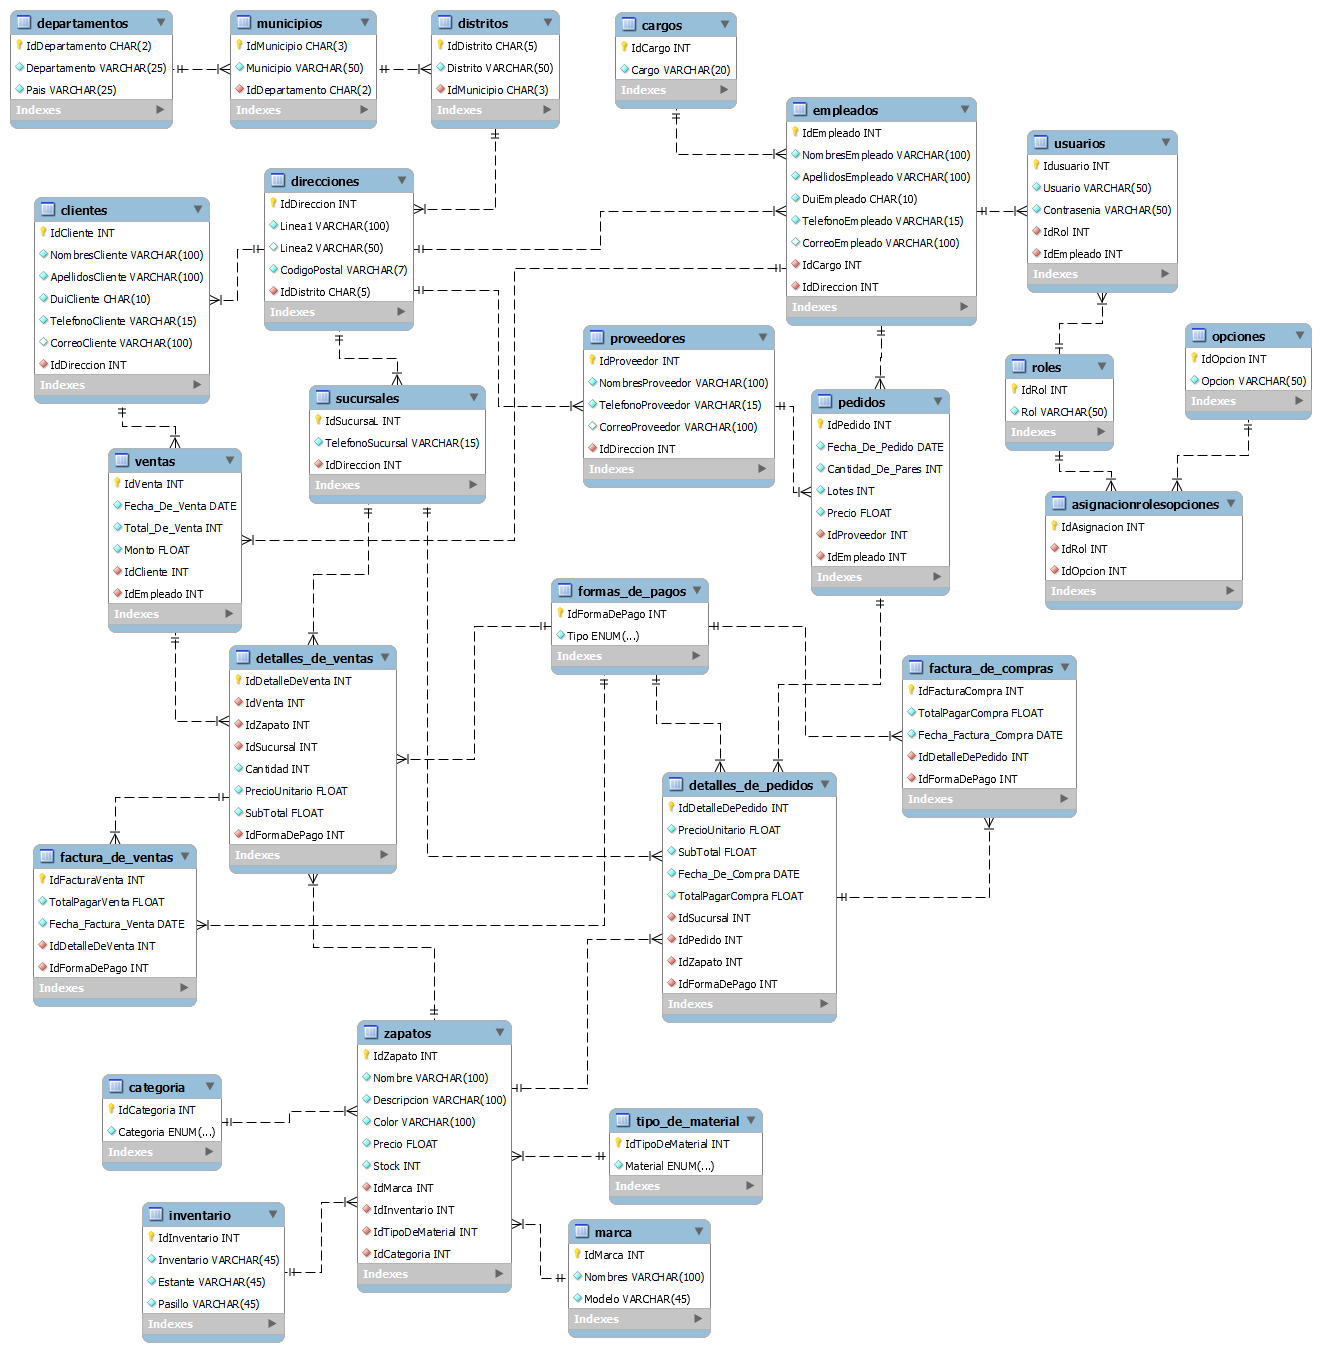 departamentos
IdDepartamento CHAR(2)
Departamento VARCHAR(25)
Pais VARCHAR(25)
Indexes
municipios
IdMunicipio CHAR(3)
Municipio VARCHAR(50)
IdDepartamento CHAR(2)
Indexes
distritos
IdDistrito CHAR(5)
Distrito VARCHAR(50)
IdMunicipio CHAR(3)
Indexes
cargos
IdCargo INT
Cargo VARCHAR(20)
Indexes
empleados
IdEmpleado INT
NombresEmpleado VARCHAR(100)
ApellidosEmpleado VARCHAR(100)
DuiEmpleado CHAR(10)
TelefonoEmpleado VARCHAR(15)
CorreoEmpleado VARCHAR(100)
IdCargo INT
IdDireccion INT
Indexes
usuarios
Idusuario INT
Usuario VARCHAR(50)
Contrasenia VARCHAR(50)
IdRol INT
IdEmpleado INT
Indexes
direcciones
IdDireccion INT
Linea1 VARCHAR(100)
Linea2 VARCHAR(50)
CodigoPostal VARCHAR(7)
IdDistrito CHAR(5)
Indexes
clientes
IdCliente INT
NombresCliente VARCHAR(100)
ApellidosCliente VARCHAR(100)
DuiCliente CHAR(10)
TelefonoCliente VARCHAR(15)
CorreoCliente VARCHAR(100)
IdDireccion INT
Indexes
proveedores
IdProveedor INT
NombresProveedor VARCHAR(100)
TelefonoProveedor VARCHAR(15)
CorreoProveedor VARCHAR(100)
IdDireccion INT
Indexes
opciones
IdOpcion INT
Opcion VARCHAR(50)
Indexes
roles
IdRol INT
Rol VARCHAR(50)
Indexes
sucursales
IdSucursaL INT
TelefonoSucursal VARCHAR(15)
IdDireccion INT
Indexes
pedidos
IdPedido INT
Fecha_De_Pedido DATE
Cantidad_De_Pares INT
Lotes INT
Precio FLOAT
IdProveedor INT
IdEmpleado INT
Indexes
ventas
IdVenta INT
Fecha_De_Venta DATE
Total_De_Venta INT
Monto FLOAT
IdCliente INT
IdEmpleado INT
Indexes
asignacionrolesopciones
IdAsignacion INT
IdRol INT
IdOpcion INT
Indexes
formas_de_pagos
IdFormaDePago INT
Tipo ENUM(...)
Indexes
detalles_de_ventas
IdDetalleDeVenta INT
IdVenta INT
IdZapato INT
IdSucursal INT
Cantidad INT
PrecioUnitario FLOAT
SubTotal FLOAT
IdFormaDePago INT
Indexes
factura_de_compras
IdFacturaCompra INT
TotalPagarCompra FLOAT
Fecha_Factura_Compra DATE
IdDetalleDePedido INT
IdFormaDePago INT
Indexes
detalles_de_pedidos
IdDetalleDePedido INT
PrecioUnitario FLOAT
SubTotal FLOAT
Fecha_De_Compra DATE
TotalPagarCompra FLOAT
IdSucursal INT
IdPedido INT
IdZapato INT
IdFormaDePago INT
Indexes
factura_de_ventas
IdFacturaVenta INT
TotalPagarVenta FLOAT
Fecha_Factura_Venta DATE
IdDetalleDeVenta INT
IdFormaDePago INT
Indexes
zapatos
IdZapato INT
Nombre VARCHAR(100)
Descripcion VARCHAR(100)
Color VARCHAR(100)
Precio FLOAT
Stock INT
IdMarca INT
IdInventario INT
IdTipoDeMaterial INT
IdCategoria INT
Indexes
categoria
IdCategoria INT
Categoria ENUM(...)
Indexes
tipo_de_material
IdTipoDeMaterial INT
Material ENUM(...)
Indexes
inventario
IdInventario INT
Inventario VARCHAR(45)
Estante VARCHAR(45)
Pasillo VARCHAR(45)
Indexes
marca
IdMarca INT
Nombres VARCHAR(100)
Modelo VARCHAR(45)
Indexes